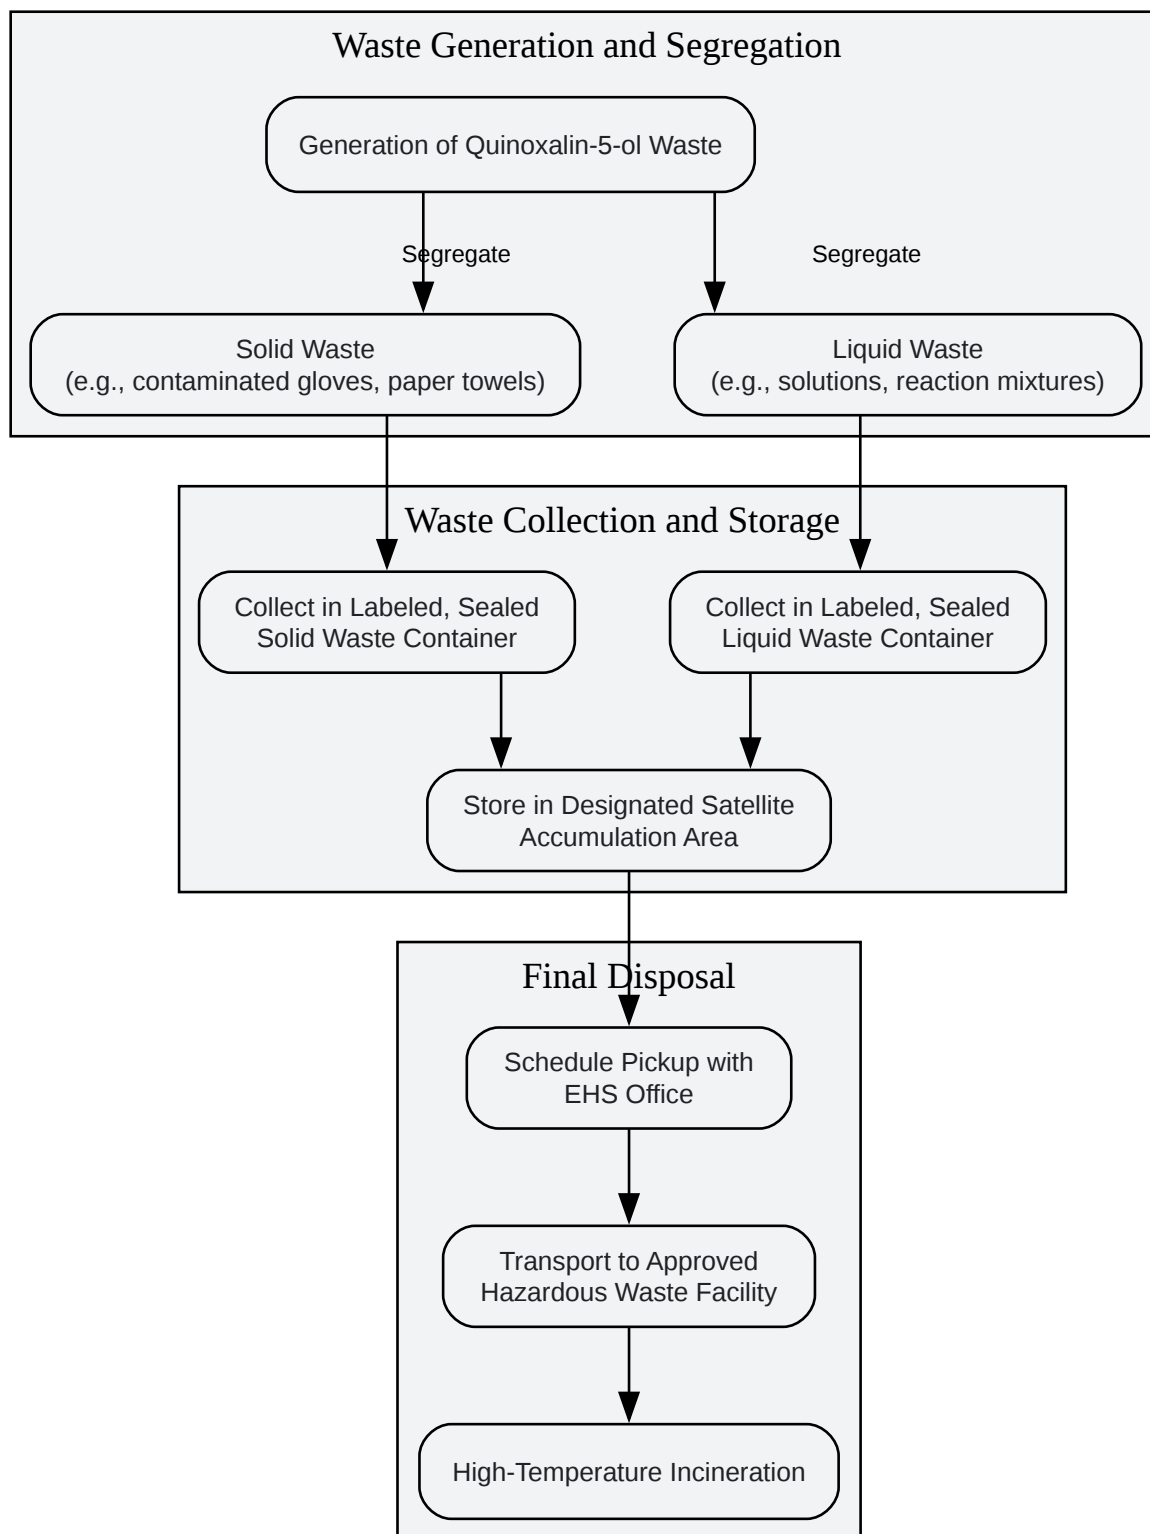 Waste Generation and Segregation
Generation of Quinoxalin-5-ol Waste
Segregate
Segregate
Solid Waste
(e.g., contaminated gloves, paper towels)
Liquid Waste
(e.g., solutions, reaction mixtures)
Waste Collection and Storage
Collect in Labeled, Sealed
Solid Waste Container
Collect in Labeled, Sealed
Liquid Waste Container
Store in Designated Satellite
Accumulation Area
Final Disposal
Schedule Pickup with
EHS Office
Transport to Approved
Hazardous Waste Facility
High-Temperature Incineration